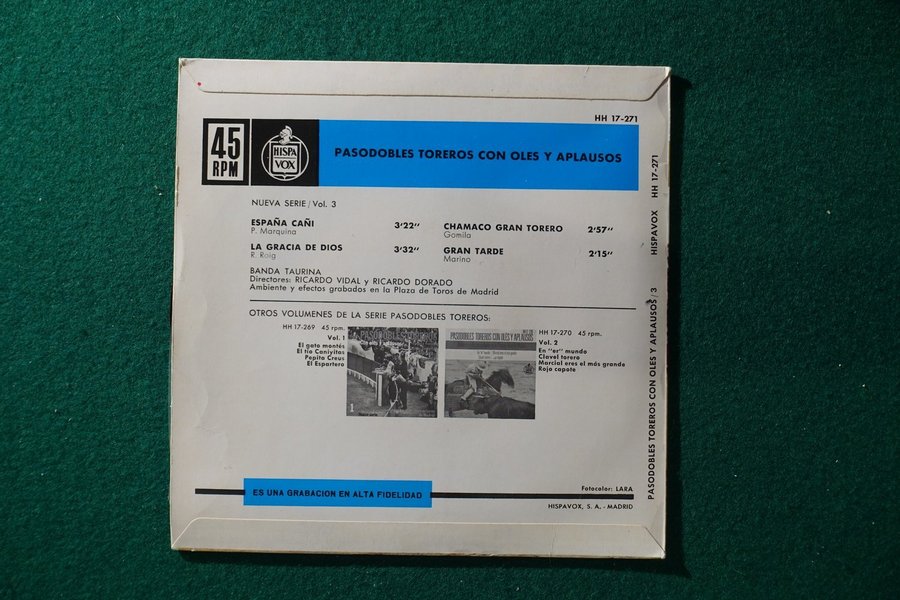 HH 17-271
45
RPM
HISPA
VOX
PASODOBLES TOREROS CON OLES Y APLAUSOS
NUEVA SERIE / Vol. 3
ESPAÑA CAÑI 3'22''
P. Marquina
LA GRACIA DE DIOS 3'32''
R. Roig
CHAMACO GRAN TORERO 2'57''
Gomila
GRAN TARDE 2'15''
Marino
BANDA TAURINA
Directores: RICARDO VIDAL y RICARDO DORADO
Ambiente y efectos grabados en la Plaza de Toros de Madrid
OTROS VOLUMENES DE LA SERIE PASODOBLES TOREROS:
HH 17-269 45 rpm.
Vol. 1
El gato montés
El tío Caniyitas
Pepita Creus
El Espartero
PASODOBLES TOREROS
1
PASODOBLES TOREROS CON OLES Y APLAUSOS
HH 17-270 45 rpm.
Vol. 2
En "er" mundo
Clavel torero
Marcial eres el más grande
Rojo capote
ES UNA GRABACION EN ALTA FIDELIDAD
Fotocolor: LARA
HISPAVOX, S. A. - MADRID
PASODOBLES TOREROS CON OLES Y APLAUSOS / 3 HISPAVOX HH 17-271